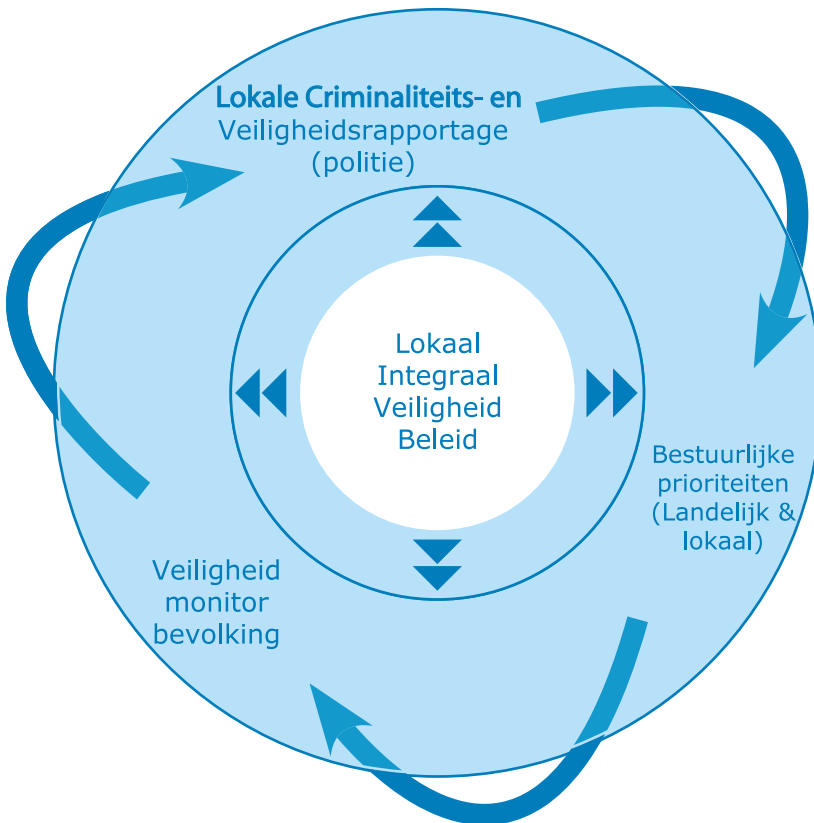 Lokale Criminaliteits- en
Veiligheidsrapportage
(politie)
Lokaal
Integraal
Veiligheid
Beleid
Bestuurlijke
prioriteiten
(Landelijk &
lokaal)
Veiligheid
monitor
bevolking